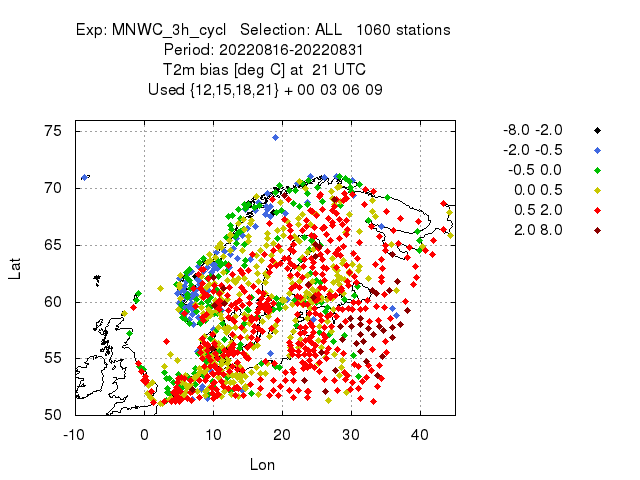 Exp: MNWC_3h_cycl   Selection: ALL   1060 stations
Period: 20220816-20220831
T2m bias [deg C] at  21 UTC
Used {12,15,18,21} + 00 03 06 09
-8.0 -2.0
-2.0 -0.5
-0.5 0.0
0.0 0.5
0.5 2.0
2.0 8.0
75
70
65
60
55
50
Lat
-10 0 10 20 30 40
Lon